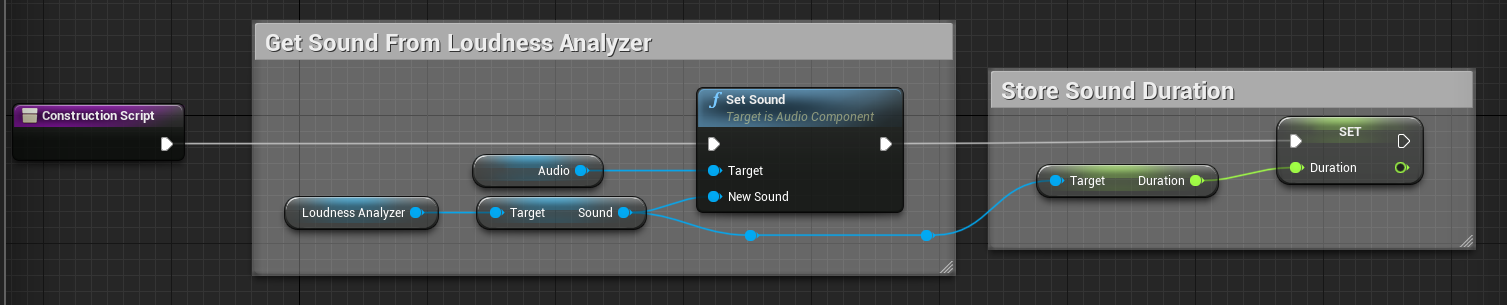 Get Sound From Loudness Analyzer
Construction Script
f Set Sound
Target is Audio Component
Audio
Target
New Sound
Loudness Analyzer
Target Sound
Store Sound Duration
SET
Target Duration
Duration